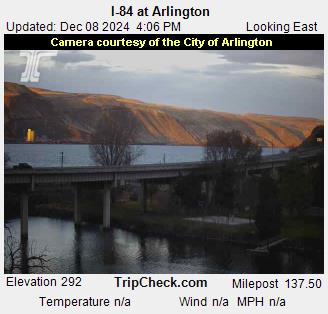 I-84 at Arlington
Updated: Dec 08 2024 4:06 PM Looking East
Camera courtesy of the City of Arlington
Elevation 292 TripCheck.com Milepost 137.50
Temperature n/a Wind n/a MPH n/a